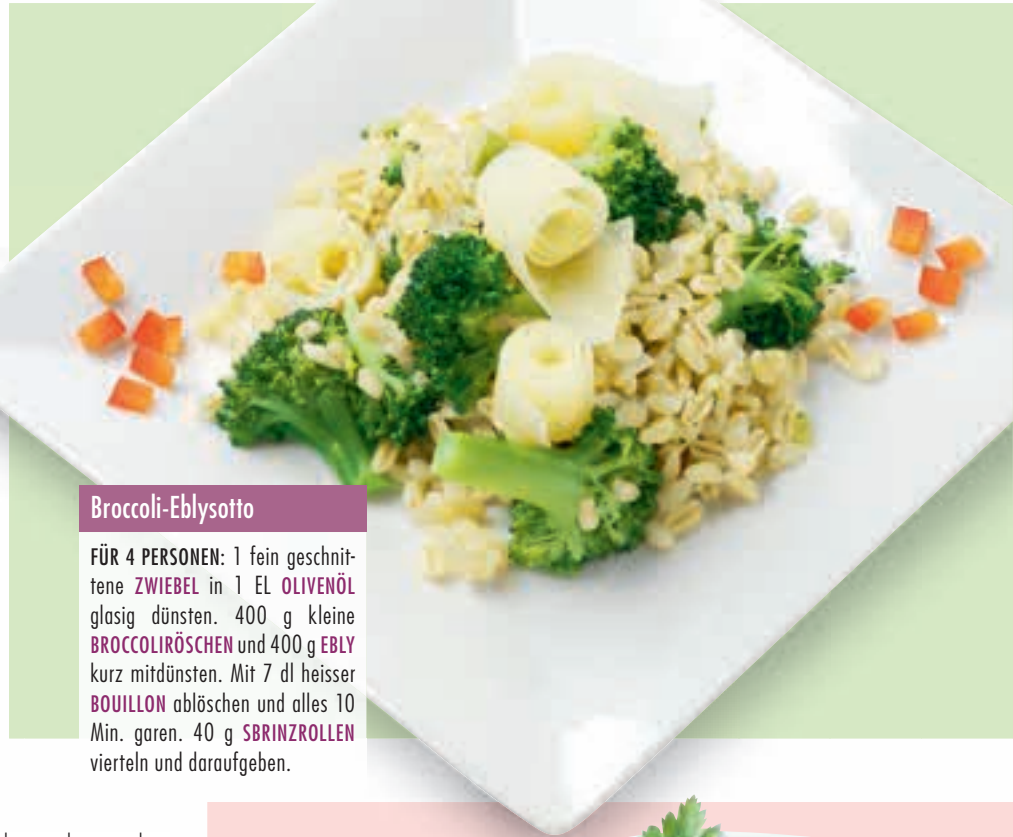 Broccoli-Eblysotto
FÜR 4 PERSONEN: 1 fein geschnit-
tene ZWIEBEL in 1 EL OLIVENÖL
glasig dünsten. 400 g kleine
BROCCOLIRÖSCHEN und 400 g EBLY
kurz mitdünsten. Mit 7 dl heisser
BOUILLON ablöschen und alles 10
Min. garen. 40 g SBRINZROLLEN
vierteln und daraufgeben.